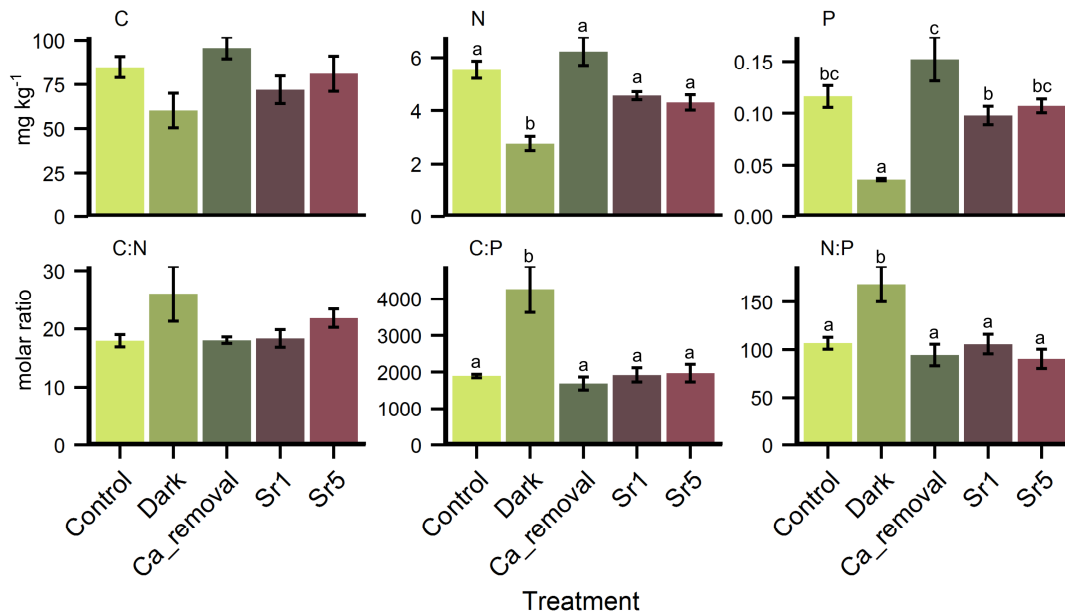 C
N
P
mg kg⁻¹
100
75
50
25
0
6
4
2
0
0.15
0.10
0.05
0.00
a
b
a
a
a
bc
a
c
b
bc
C:N
C:P
N:P
molar ratio
30
20
10
0
4000
3000
2000
1000
0
150
100
50
0
a
b
a
a
a
a
b
a
a
a
Control
Dark
Ca_removal
Sr1
Sr5
Control
Dark
Ca_removal
Sr1
Sr5
Control
Dark
Ca_removal
Sr1
Sr5
Treatment